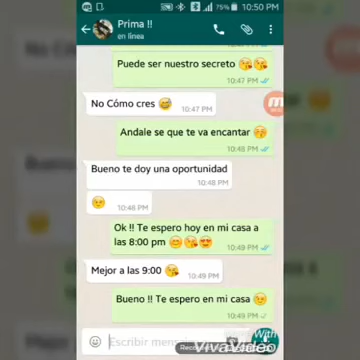 75% 10:50 PM
Prima !!
en línea
Puede ser nuestro secreto
10:47 PM
No Cómo cres
10:47 PM
Andale se que te va encantar
10:48 PM
Bueno te doy una oportunidad
10:48 PM
10:48 PM
Ok !! Te espero hoy en mi casa a
las 8:00 pm
10:49 PM
Mejor a las 9:00
10:49 PM
Bueno !! Te espero en mi casa
10:49 PM
Escribir
With
VivaVideo